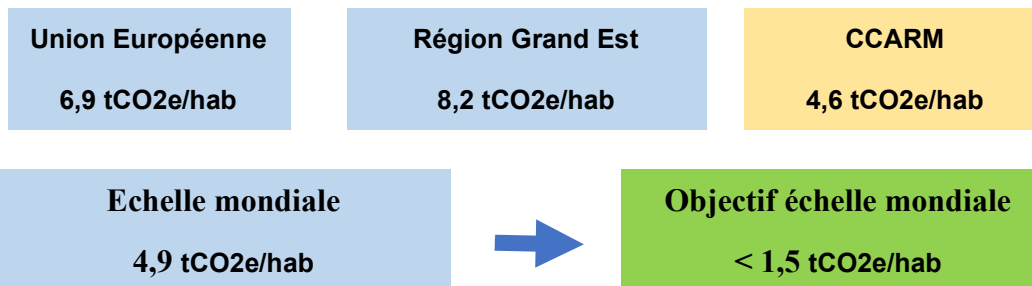 Union Européenne
6,9 tCO2e/hab
Région Grand Est
8,2 tCO2e/hab
CCARM
4,6 tCO2e/hab
Echelle mondiale
4,9 tCO2e/hab
Objectif échelle mondiale
< 1,5 tCO2e/hab